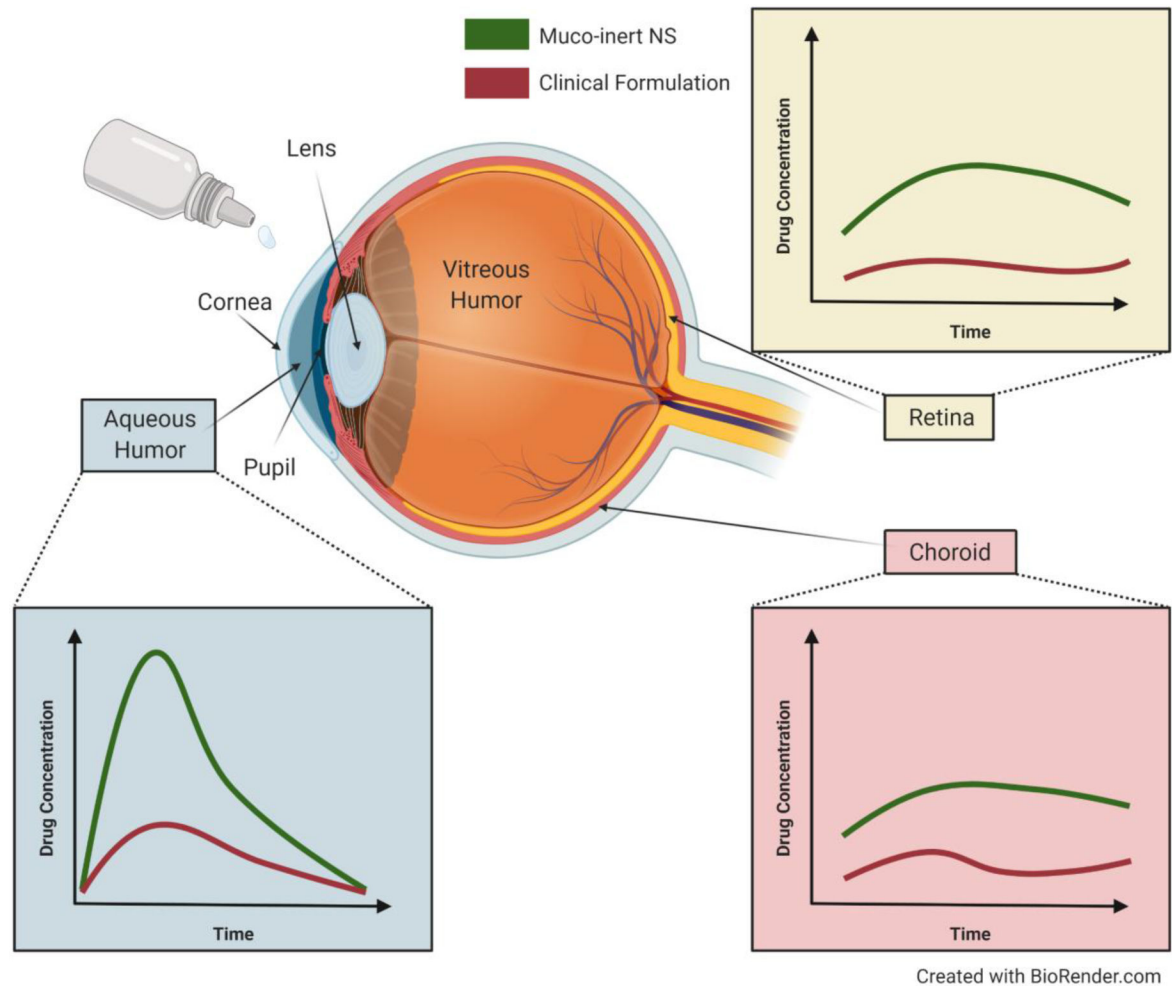 Muco-inert NS
Clinical Formulation
Lens
Vitreous
Humor
Cornea
Aqueous
Humor
Pupil
Drug Concentration
Time
Retina
Choroid
Drug Concentration
Time
Drug Concentration
Time
Created with BioRender.com